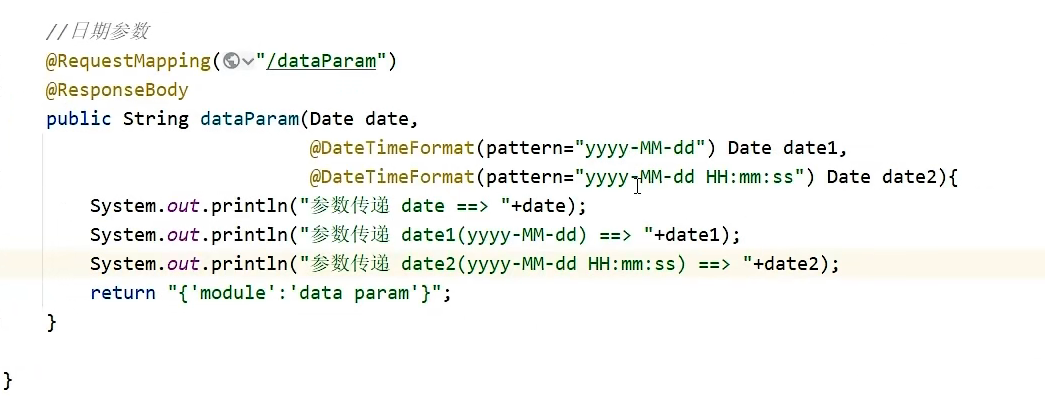 //日期参数
@RequestMapping("/dataParam")
@ResponseBody
public String dataParam(Date date,
@DateTimeFormat(pattern="yyyy-MM-dd") Date date1,
@DateTimeFormat(pattern="yyyy-MM-dd HH:mm:ss") Date date2){
System.out.println("参数传递 date ==> "+date);
System.out.println("参数传递 date1(yyyy-MM-dd) ==> "+date1);
System.out.println("参数传递 date2(yyyy-MM-dd HH:mm:ss) ==> "+date2);
return "{'module':'data param'}";
}
}